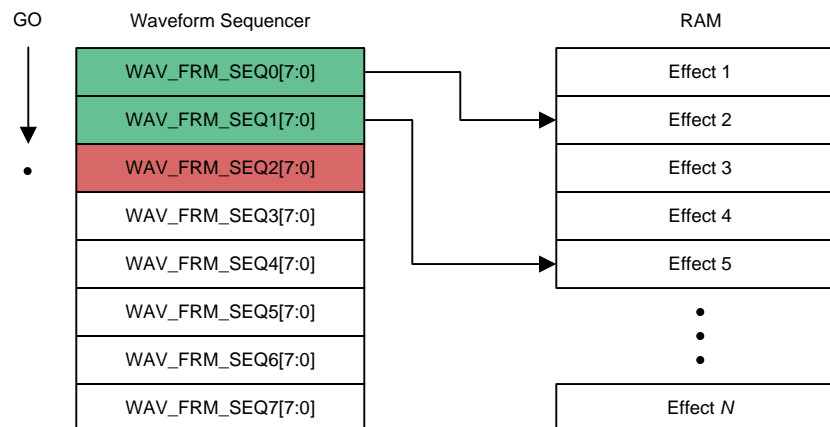 GO Waveform Sequencer RAM
WAV_FRM_SEQ0[7:0] Effect 1
WAV_FRM_SEQ1[7:0] Effect 2
WAV_FRM_SEQ2[7:0] Effect 3
WAV_FRM_SEQ3[7:0] Effect 4
WAV_FRM_SEQ4[7:0] Effect 5
WAV_FRM_SEQ5[7:0]
WAV_FRM_SEQ6[7:0]
WAV_FRM_SEQ7[7:0] Effect N